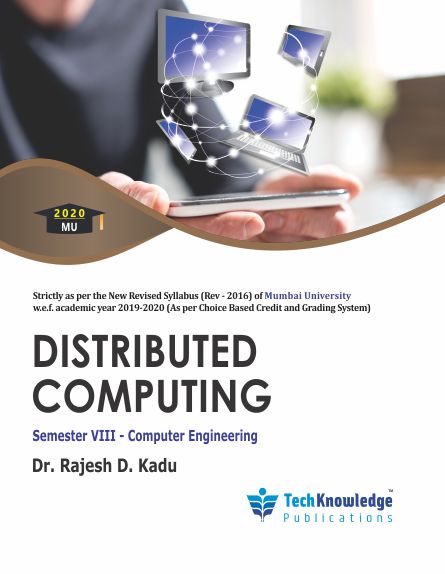 2020
MU
Strictly as per the New Revised Syllabus (Rev - 2016) of Mumbai University
w.e.f. academic year 2019-2020 (As per Choice Based Credit and Grading System)
DISTRIBUTED
COMPUTING
Semester VIII - Computer Engineering
Dr. Rajesh D. Kadu
TechKnowledge™
Publications